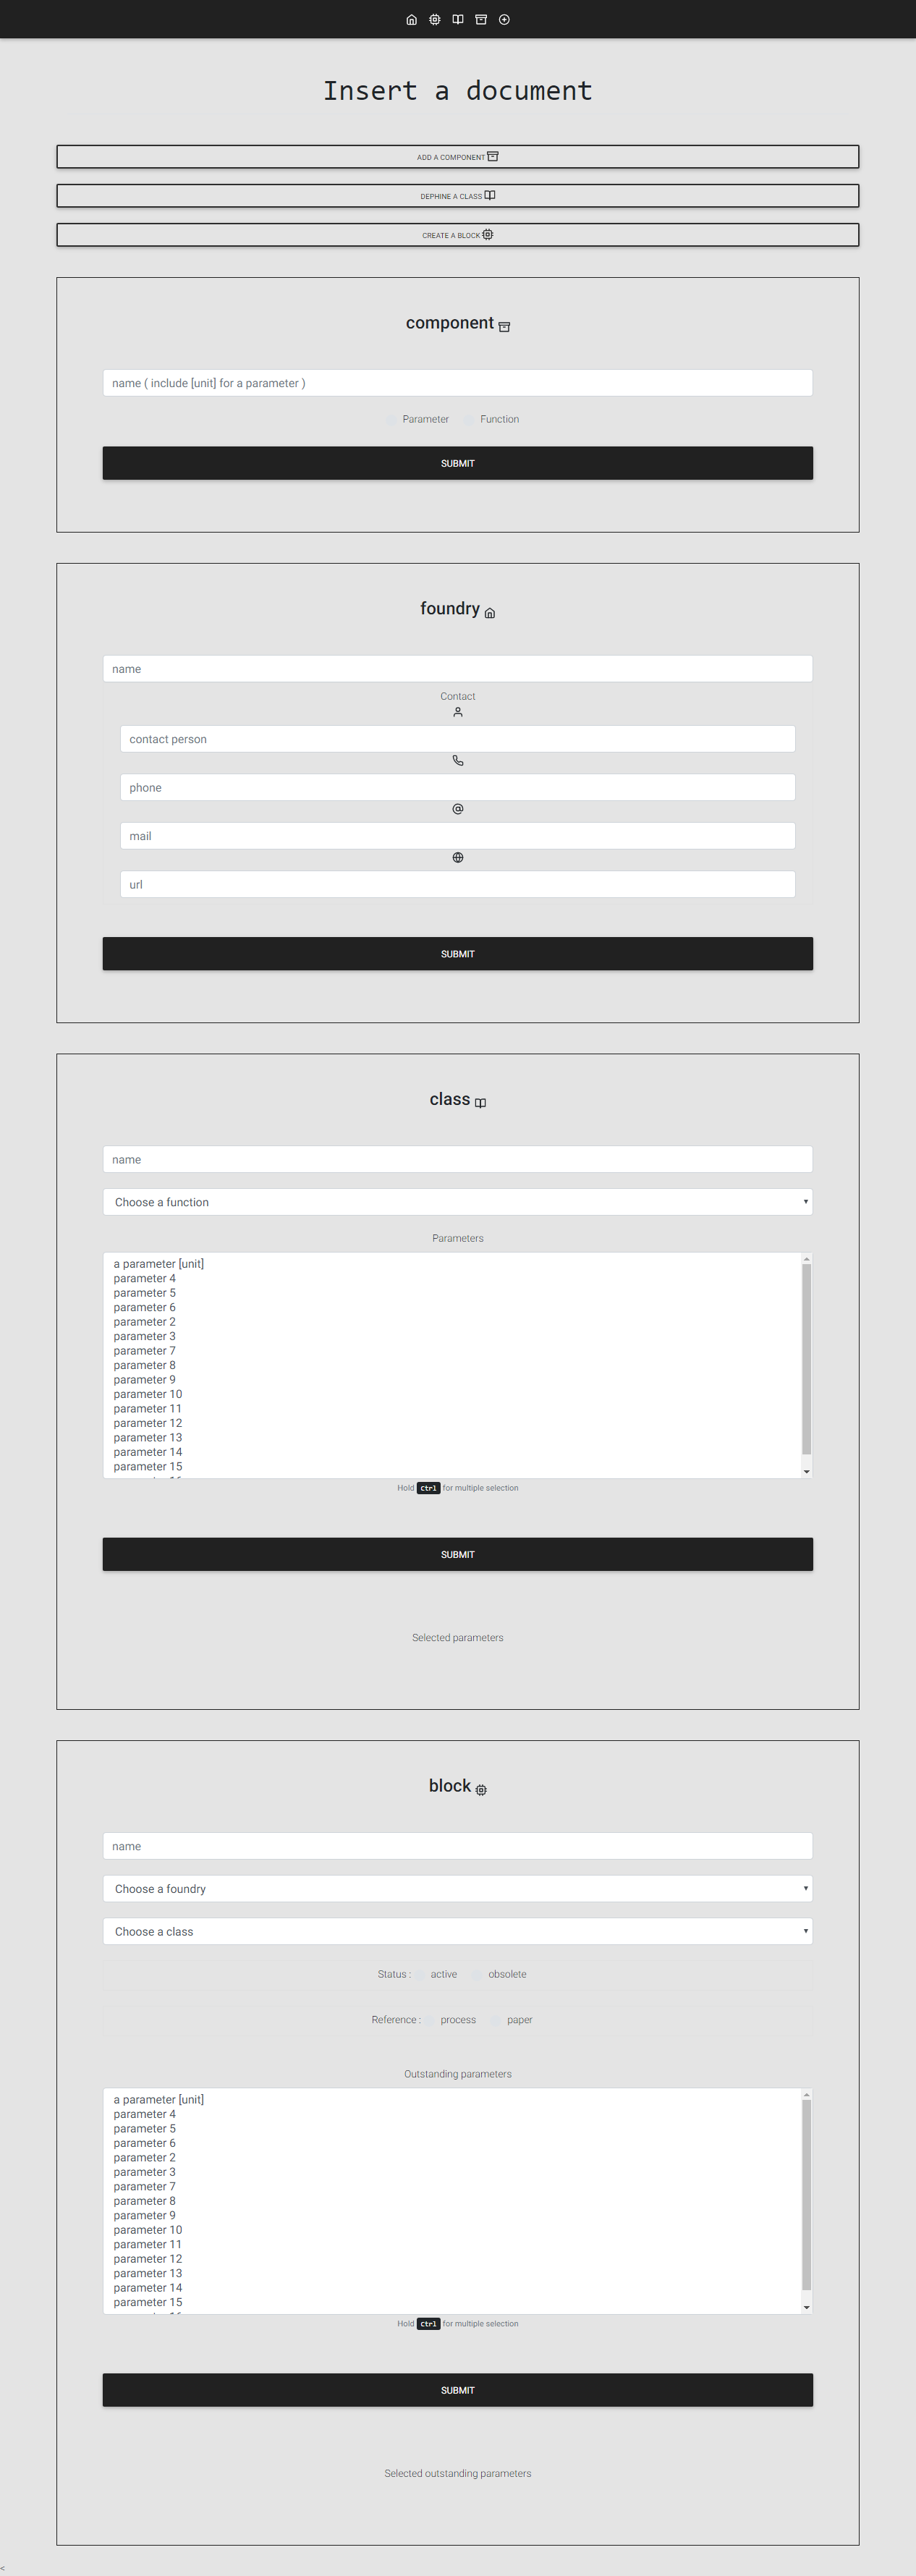 Insert a document
ADD A COMPONENT
DEPHINE A CLASS
CREATE A BLOCK
component
name ( include [unit] for a parameter )
Parameter Function
SUBMIT
foundry
name
Contact
contact person
phone
mail
url
SUBMIT
class
name
Choose a function
Parameters
a parameter [unit]
parameter 4
parameter 5
parameter 6
parameter 2
parameter 3
parameter 7
parameter 8
parameter 9
parameter 10
parameter 11
parameter 12
parameter 13
parameter 14
parameter 15
Hold Ctrl for multiple selection
SUBMIT
Selected parameters
block
name
Choose a foundry
Choose a class
Status : active obsolete
Reference : process paper
Outstanding parameters
a parameter [unit]
parameter 4
parameter 5
parameter 6
parameter 2
parameter 3
parameter 7
parameter 8
parameter 9
parameter 10
parameter 11
parameter 12
parameter 13
parameter 14
parameter 15
Hold Ctrl for multiple selection
SUBMIT
Selected outstanding parameters
<